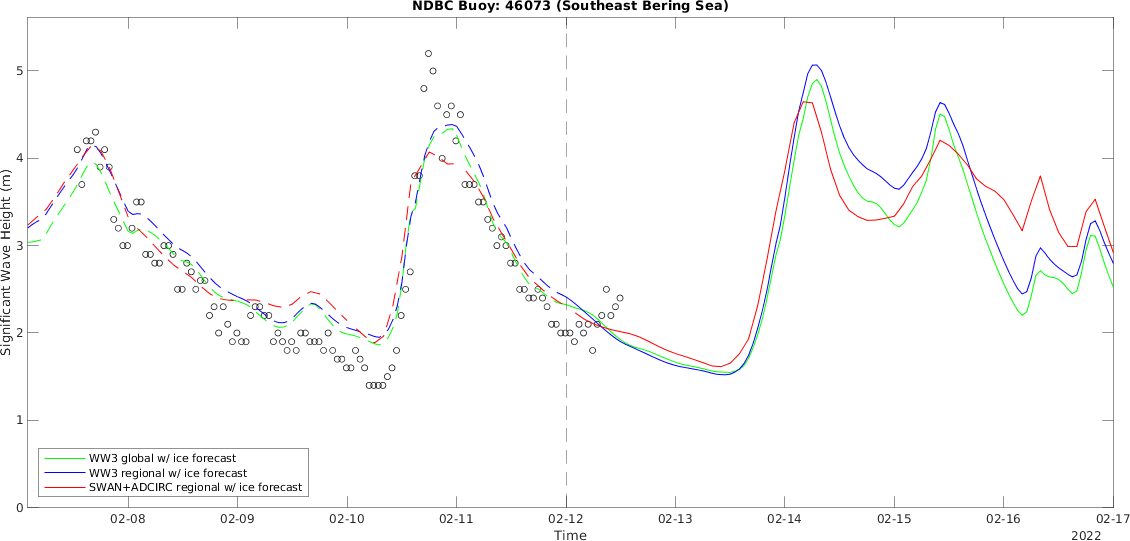 NDBC Buoy: 46073 (Southeast Bering Sea)
Significant Wave Height (m)
5
4
3
2
1
0
WW3 global w/ ice forecast
WW3 regional w/ ice forecast
SWAN+ADCIRC regional w/ ice forecast
02-08 02-09 02-10 02-11 02-12 02-13 02-14 02-15 02-16 02-17
Time
2022